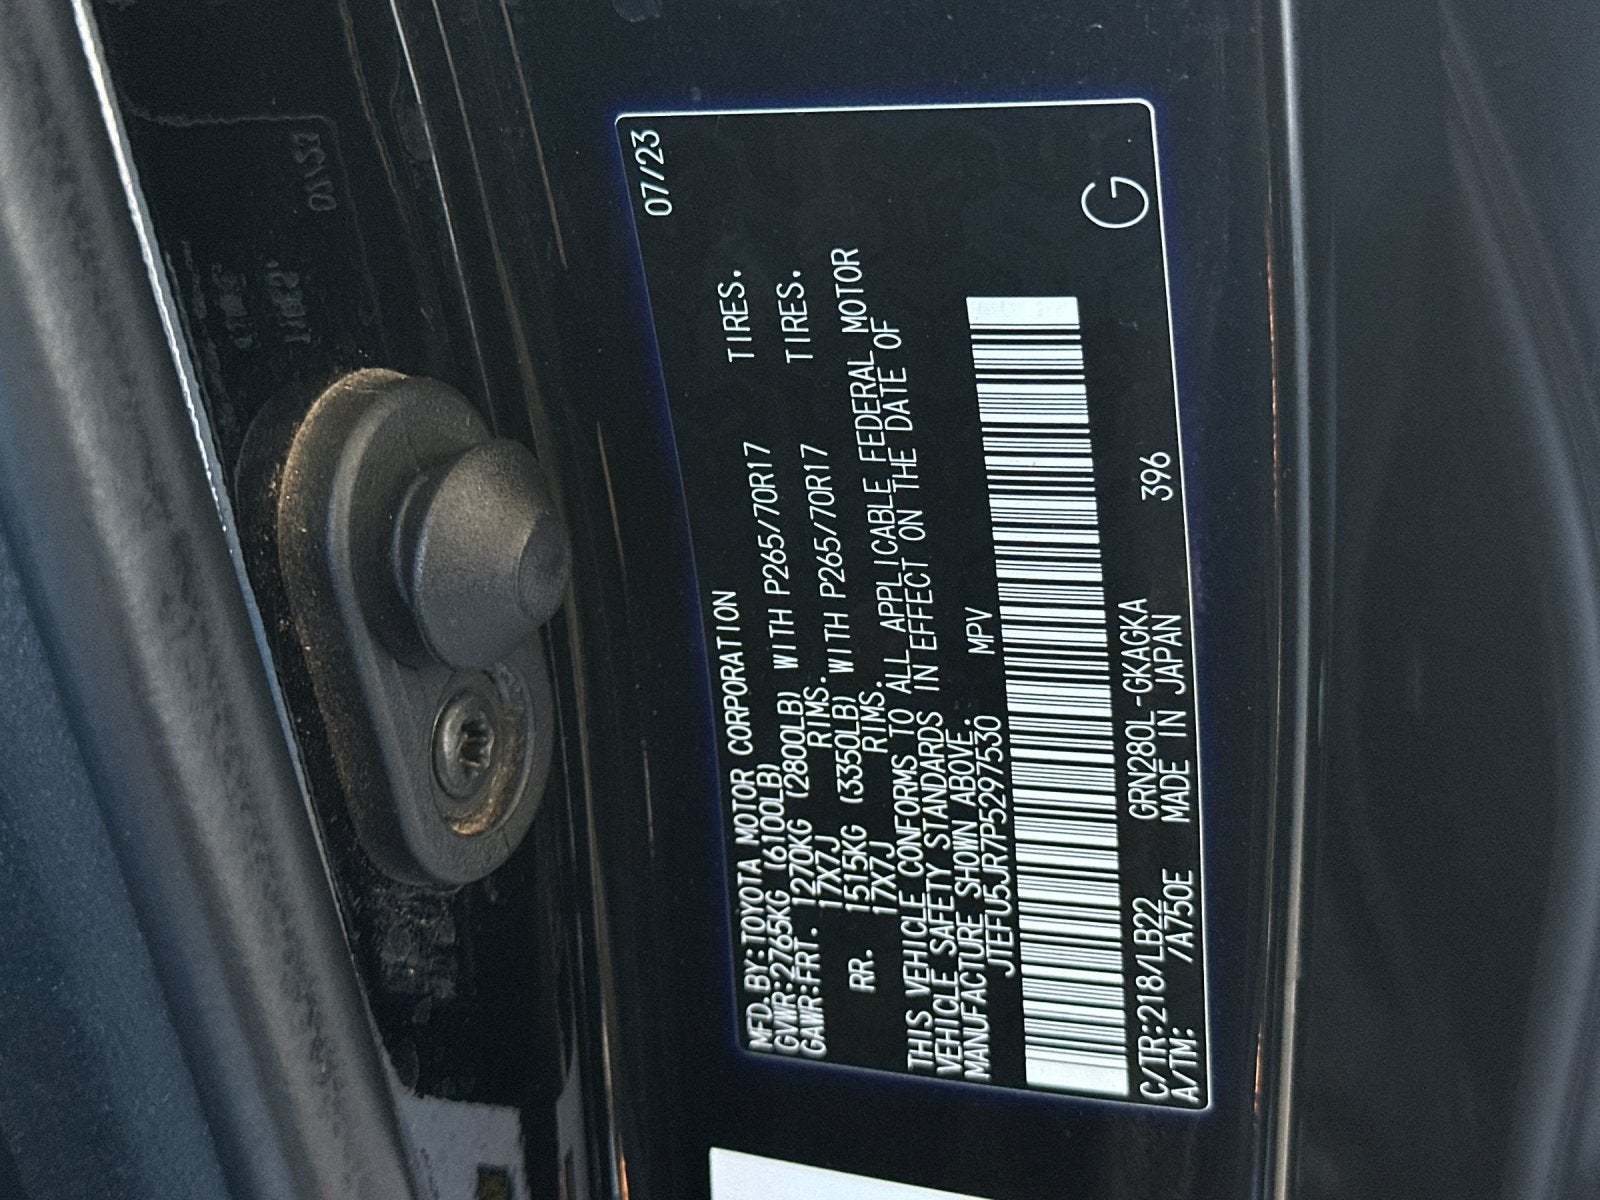 07/23
MFD.BY:TOYOTA MOTOR CORPORATION
GVWR:2765KG (6100LB)
GAWR:FRT. 1270KG (2800LB) WITH P265/70R17 TIRES.
17X7J RIMS.
RR. 1515KG (3350LB) WITH P265/70R17 TIRES.
17X7J RIMS.
THIS VEHICLE CONFORMS TO ALL APPLICABLE FEDERAL MOTOR
VEHICLE SAFETY STANDARDS IN EFFECT ON THE DATE OF
MANUFACTURE SHOWN ABOVE.
JTEFU5JR7P5297530 MPV
C/TR:218/LB22 GRN280L-GKAGKA
A/TM: /A750E MADE IN JAPAN 396
G